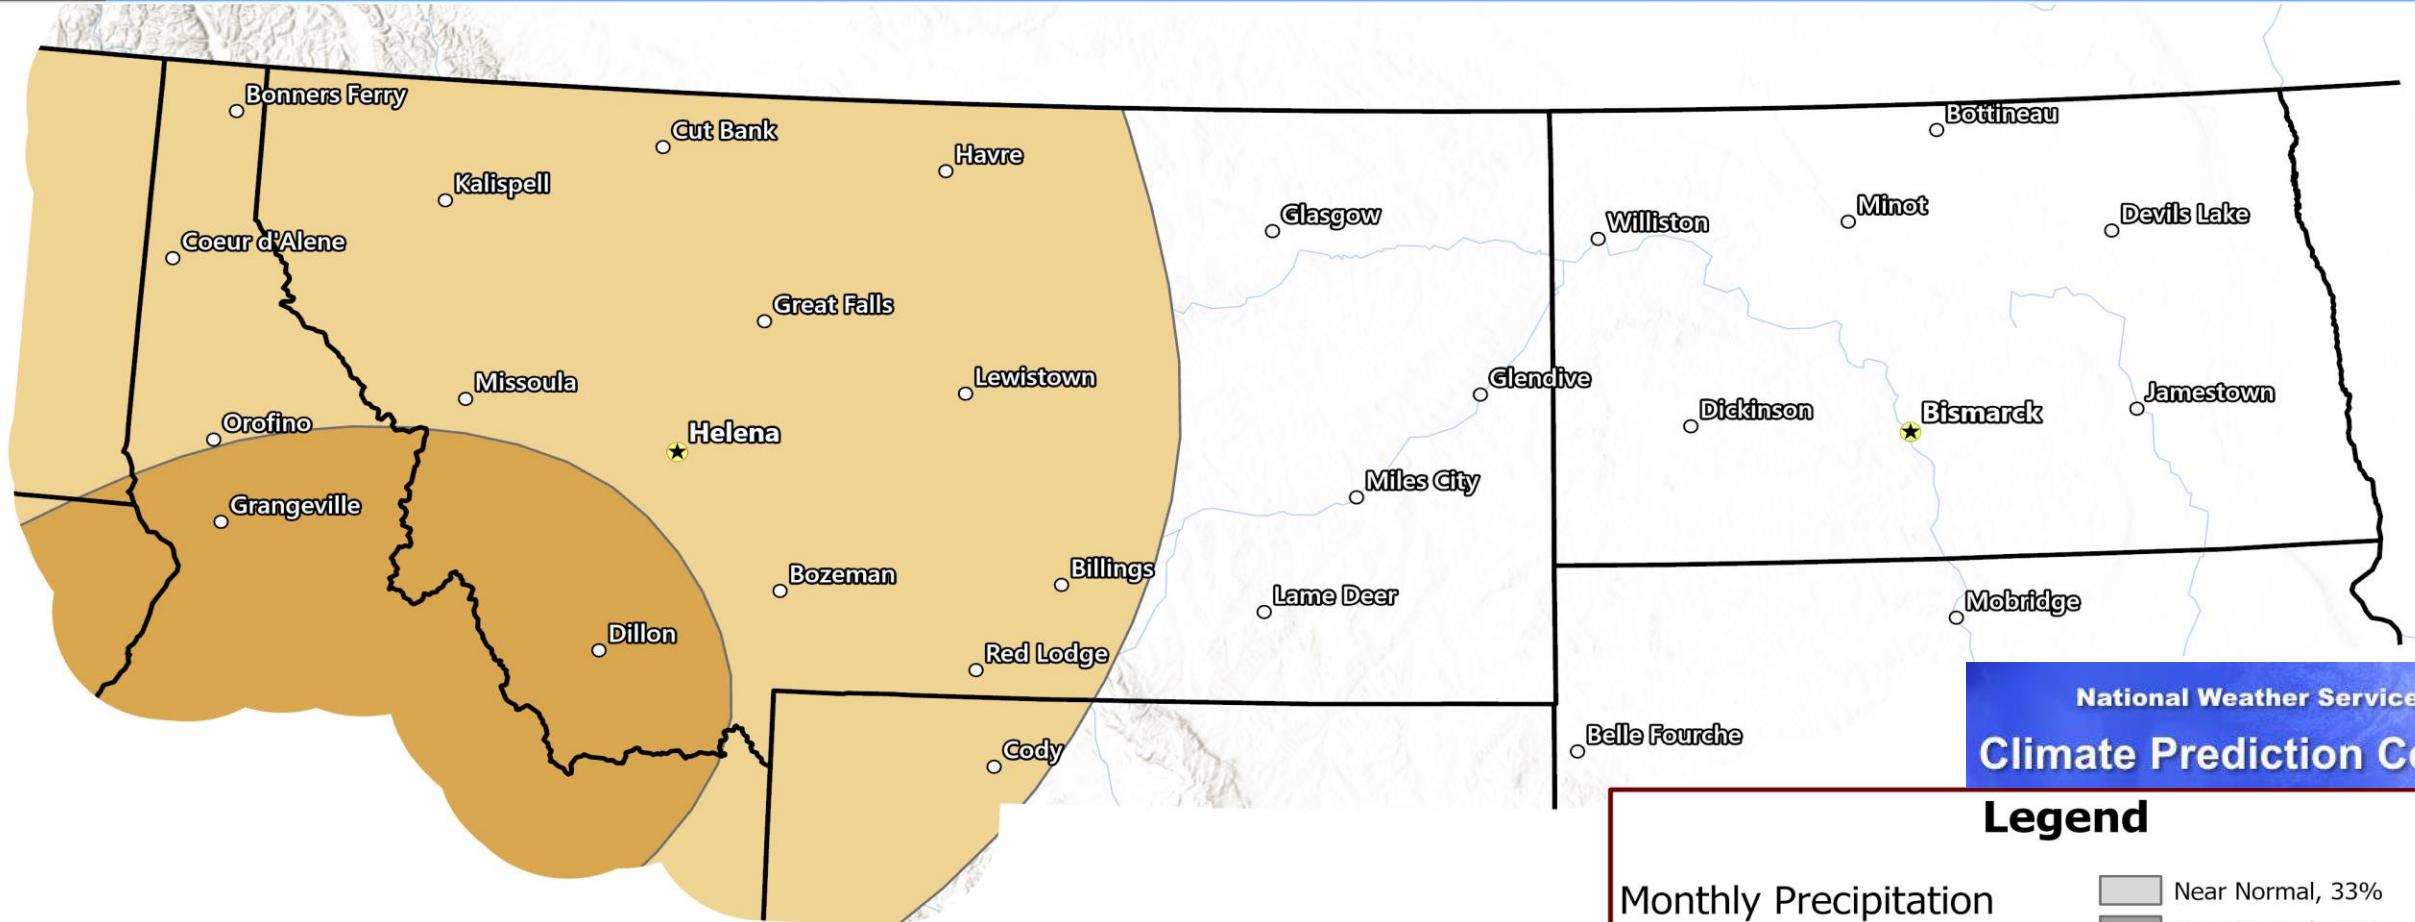 Bonners Ferry
Cut Bank
Bottineau
Havre
Kalispell
Minot
Glasgow
Williston
Devils Lake
Coeur d'Alene
Great Falls
Missoula
Lewistown
Glendive
Jamestown
Dickinson
Bismarck
Orofino
Helena
Miles City
Grangeville
Billings
Bozeman
Lame Deer
Mobridge
Dillon
Red Lodge
Belle Fourche
Cody
National Weather Service
Climate Prediction
Legend
Monthly Precipitation
Near Normal, 33%